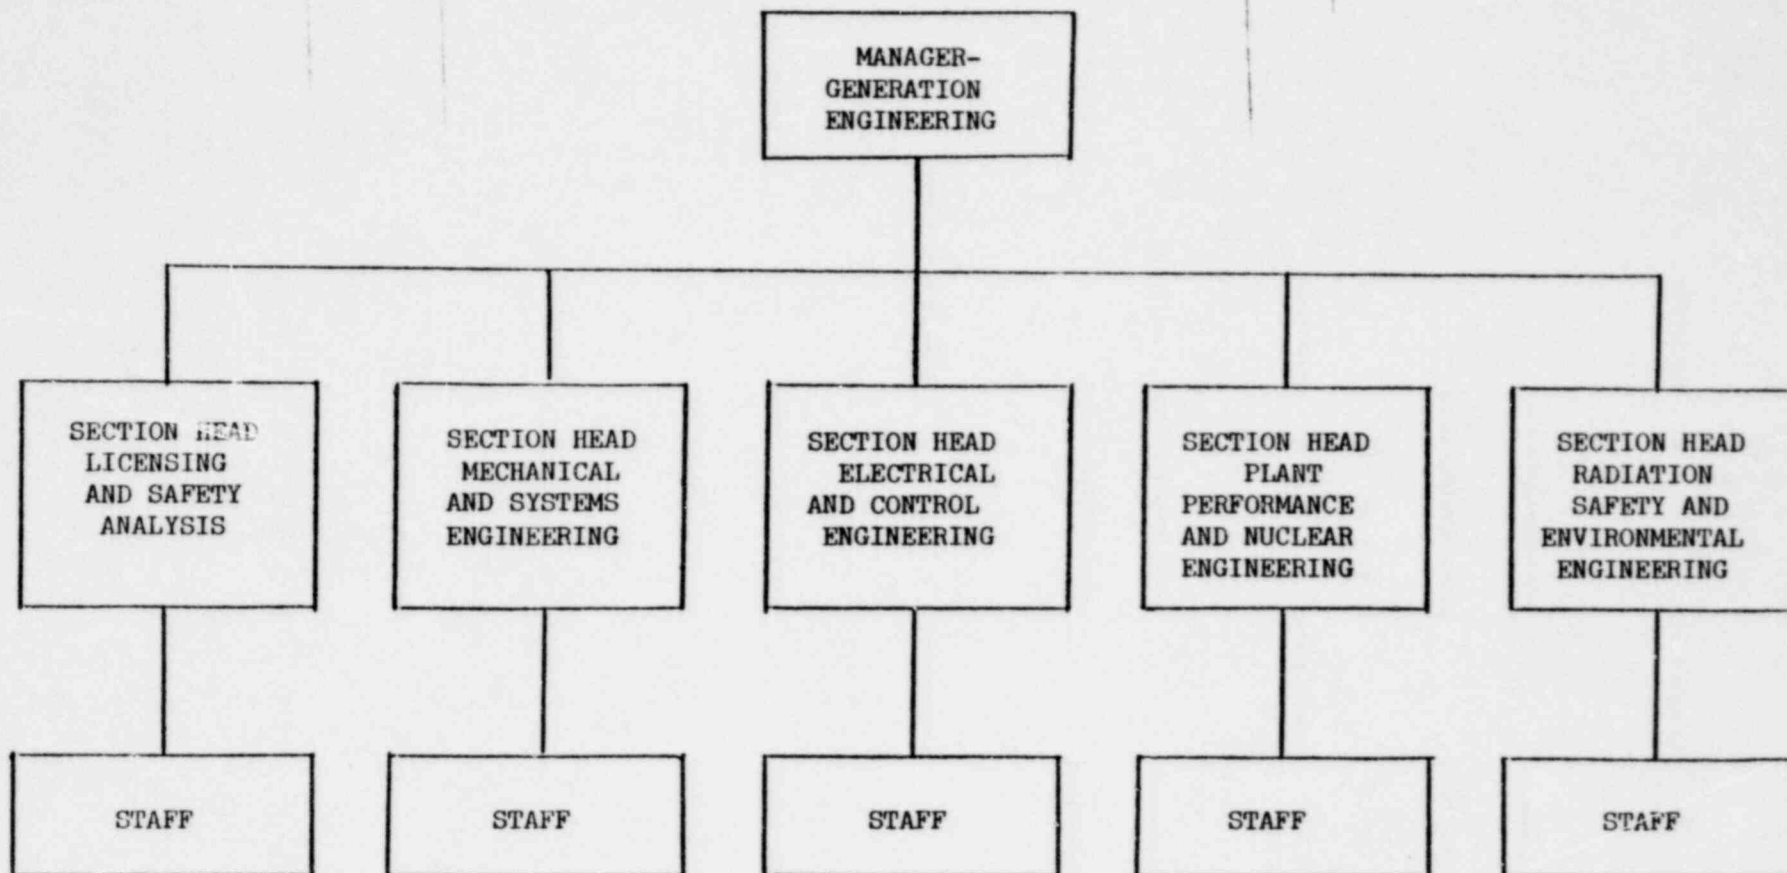 MANAGER-
GENERATION
ENGINEERING
SECTION HEAD
LICENSING
AND SAFETY
ANALYSIS
SECTION HEAD
MECHANICAL
AND SYSTEMS
ENGINEERING
SECTION HEAD
ELECTRICAL
AND CONTROL
ENGINEERING
SECTION HEAD
PLANT
PERFORMANCE
AND NUCLEAR
ENGINEERING
SECTION HEAD
RADIATION
SAFETY AND
ENVIRONMENTAL
ENGINEERING
STAFF
STAFF
STAFF
STAFF
STAFF